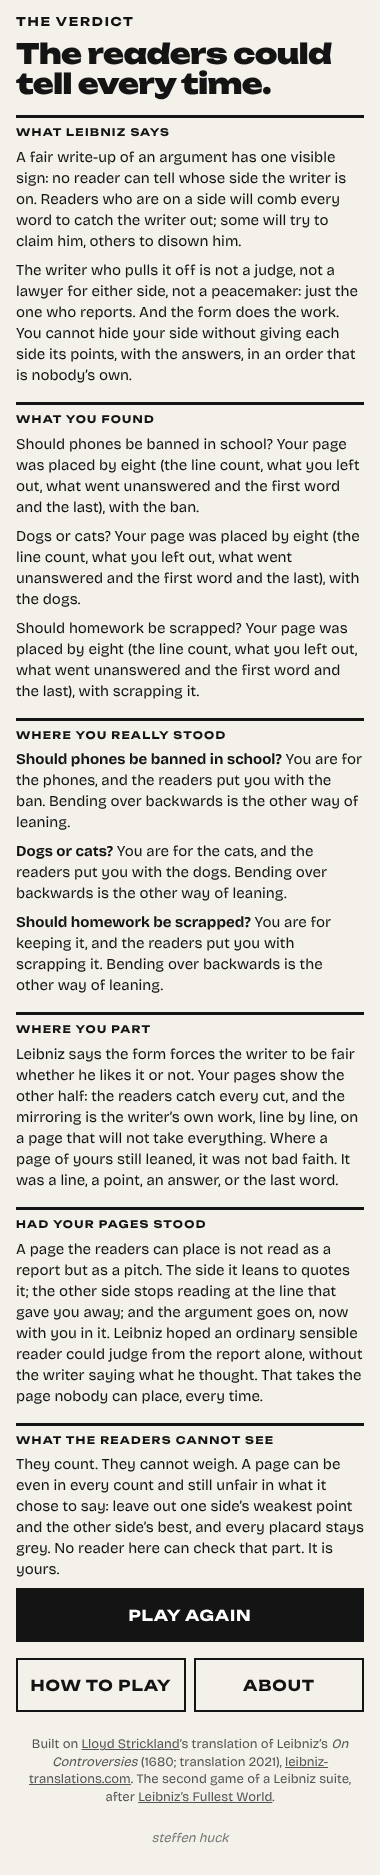 THE VERDICT
The readers could
tell every time.
WHAT LEIBNIZ SAYS
A fair write-up of an argument has one visible
sign: no reader can tell whose side the writer is
on. Readers who are on a side will comb every
word to catch the writer out; some will try to
claim him, others to disown him.
The writer who pulls it off is not a judge, not a
lawyer for either side, not a peacemaker: just the
one who reports. And the form does the work.
You cannot hide your side without giving each
side its points, with the answers, in an order that
is nobody's own.
WHAT YOU FOUND
Should phones be banned in school? Your page
was placed by eight (the line count, what you left
out, what went unanswered and the first word
and the last), with the ban.
Dogs or cats? Your page was placed by eight (the
line count, what you left out, what went
unanswered and the first word and the last), with
the dogs.
Should homework be scrapped? Your page was
placed by eight (the line count, what you left out,
what went unanswered and the first word and
the last), with scrapping it.
WHERE YOU REALLY STOOD
Should phones be banned in school? You are for
the phones, and the readers put you with the
ban. Bending over backwards is the other way of
leaning.
Dogs or cats? You are for the cats, and the
readers put you with the dogs. Bending over
backwards is the other way of leaning.
Should homework be scrapped? You are for
keeping it, and the readers put you with
scrapping it. Bending over backwards is the
other way of leaning.
WHERE YOU PART
Leibniz says the form forces the writer to be fair
whether he likes it or not. Your pages show the
other half: the readers catch every cut, and the
mirroring is the writer's own work, line by line, on
a page that will not take everything. Where a
page of yours still leaned, it was not bad faith. It
was a line, a point, an answer, or the last word.
HAD YOUR PAGES STOOD
A page the readers can place is not read as a
report but as a pitch. The side it leans to quotes
it; the other side stops reading at the line that
gave you away; and the argument goes on, now
with you in it. Leibniz hoped an ordinary sensible
reader could judge from the report alone, without
the writer saying what he thought. That takes the
page nobody can place, every time.
WHAT THE READERS CANNOT SEE
They count. They cannot weigh. A page can be
even in every count and still unfair in what it
chose to say: leave out one side's weakest point
and the other side's best, and every placard stays
grey. No reader here can check that part. It is
yours.
PLAY AGAIN
HOW TO PLAY ABOUT
Built on Lloyd Strickland's translation of Leibniz's On
Controversies (1680; translation 2021), leibniz-
translations.com. The second game of a Leibniz suite,
after Leibniz's Fullest World.
steffen huck